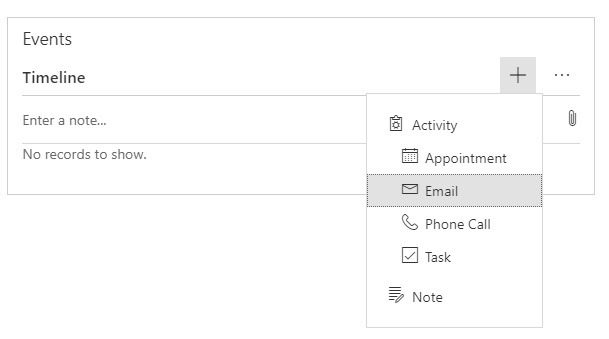 Events
Timeline
Enter a note...
No records to show.
Activity
Appointment
Email
Phone Call
Task
Note